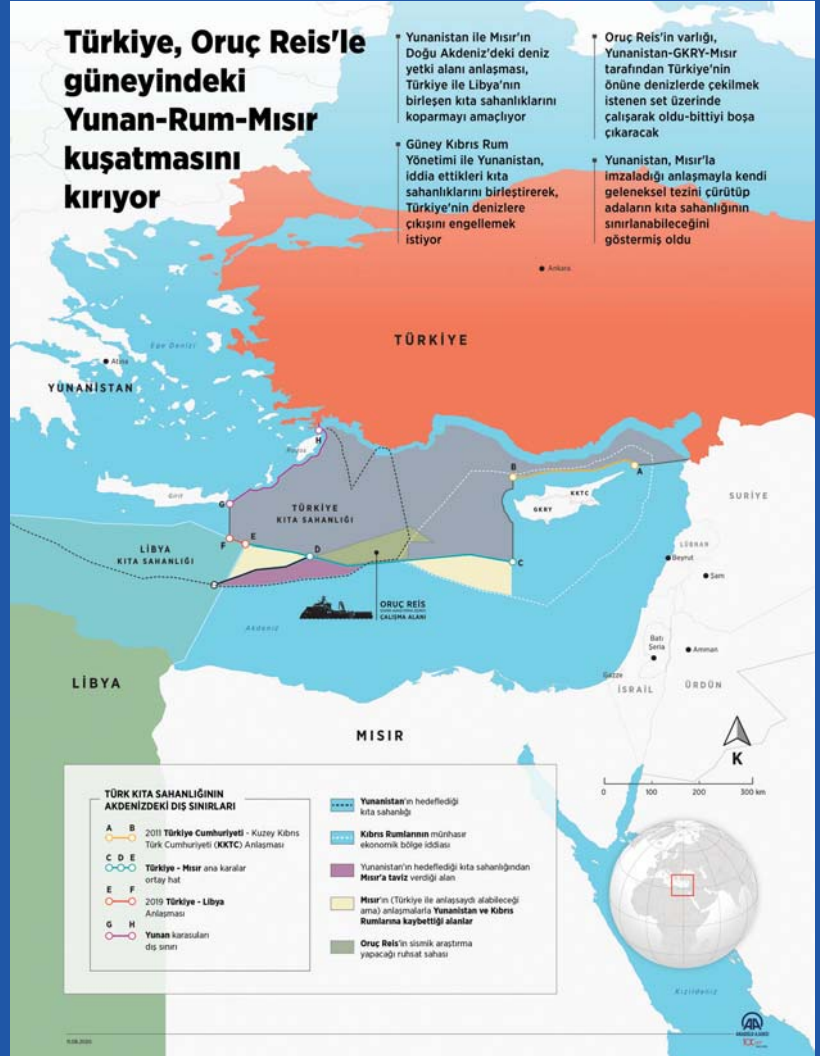 Türkiye, Oruç Reis'le
güneyindeki
Yunan-Rum-Mısır
kuşatmasını
kırıyor
Yunanistan ile Mısır'ın
Doğu Akdeniz'deki deniz
yetki alanı anlaşması,
Türkiye ile Libya'nın
birleşen kıta sahanlıklarını
koparmayı amaçlıyor
Güney Kıbrıs Rum
Yönetimi ile Yunanistan,
iddia ettikleri kıta
sahanlıklarını birleştirerek,
Türkiye'nin denizlere
çıkışını engellemek
istiyor
Oruç Reis'in varlığı,
Yunanistan-GKRY-Mısır
tarafından Türkiye'nin
önüne denizlerde çekilmek
istenen set üzerinde
çalışarak oldu-bittiyi boşa
çıkaracak
Yunanistan, Mısır'la
imzaladığı anlaşmayla kendi
geleneksel tezini çürütüp
adaların kıta sahanlığının
sınırlanabileceğini
göstermiş oldu
Ankara
TÜRKİYE
Ege Denizi
Atina
YUNANİSTAN
H
B
A
Girit
G
KKTC
GKRY
SURİYE
TÜRKİYE
KITA SAHANLIĞI
F
E
D
C
LİBYA
KITA SAHANLIĞI
LÜBNAN
Beyrut
Şam
ORUÇ REİS
ÇALIŞMA ALANI
Akdeniz
Batı
Şeria
Amman
Gazze
İSRAİL
ÜRDÜN
LİBYA
MISIR
K
0 100 200 300 km
TÜRK KITA SAHANLIĞININ
AKDENİZDEKİ DIŞ SINIRLARI
A B
2011 Türkiye Cumhuriyeti - Kuzey Kıbrıs
Türk Cumhuriyeti (KKTC) Anlaşması
C D E
Türkiye - Mısır ana karalar
ortay hat
E F
2019 Türkiye - Libya
Anlaşması
G H
Yunan karasuları
dış sınırı
Yunanistan'ın hedeflediği
kıta sahanlığı
Kıbrıs Rumlarının münhasır
ekonomik bölge iddiası
Yunanistan'ın hedeflediği kıta sahanlığından
Mısır'a taviz verdiği alan
Mısır'ın (Türkiye ile anlaşsaydı alabileceği
ama) anlaşmalarla Yunanistan ve Kıbrıs
Rumlarına kaybettiği alanlar
Oruç Reis'in sismik araştırma
yapacağı ruhsat sahası
Kızıldeniz
AA
ANADOLU AJANSI
11.08.2020